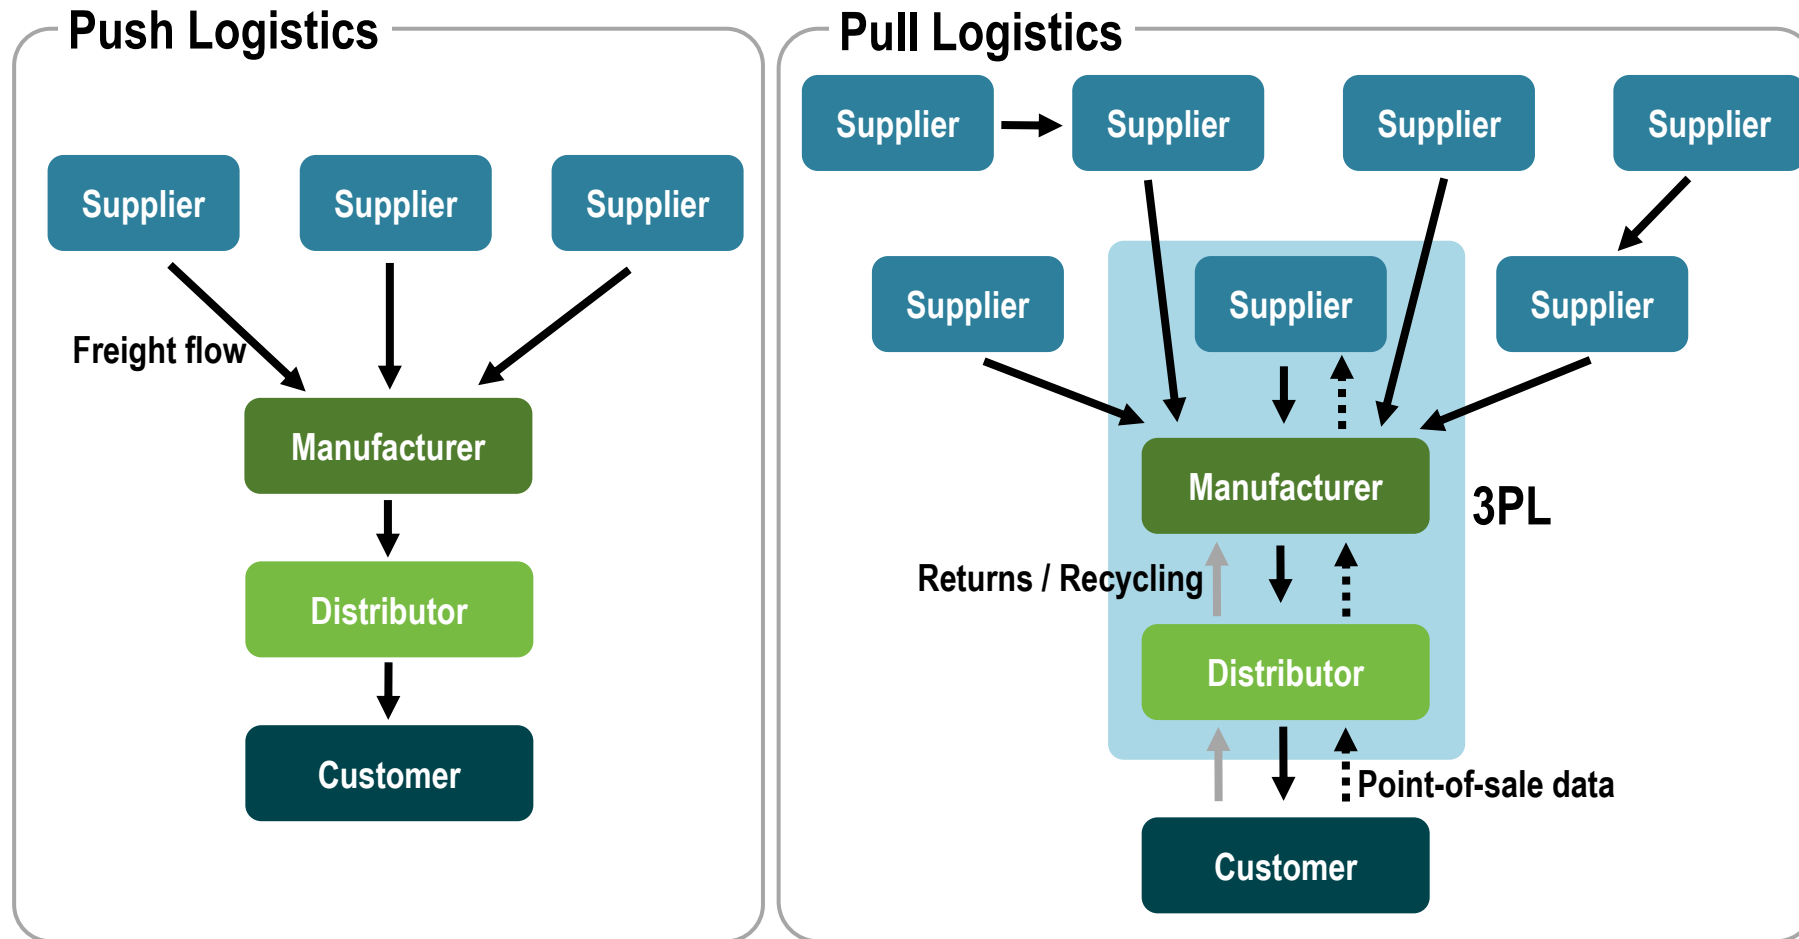 Push Logistics
Supplier
Supplier
Supplier
Freight flow
Manufacturer
Distributor
Customer
Pull Logistics
Supplier
Supplier
Supplier
Supplier
Supplier
Supplier
Supplier
Manufacturer
3PL
Returns / Recycling
Distributor
Point-of-sale data
Customer